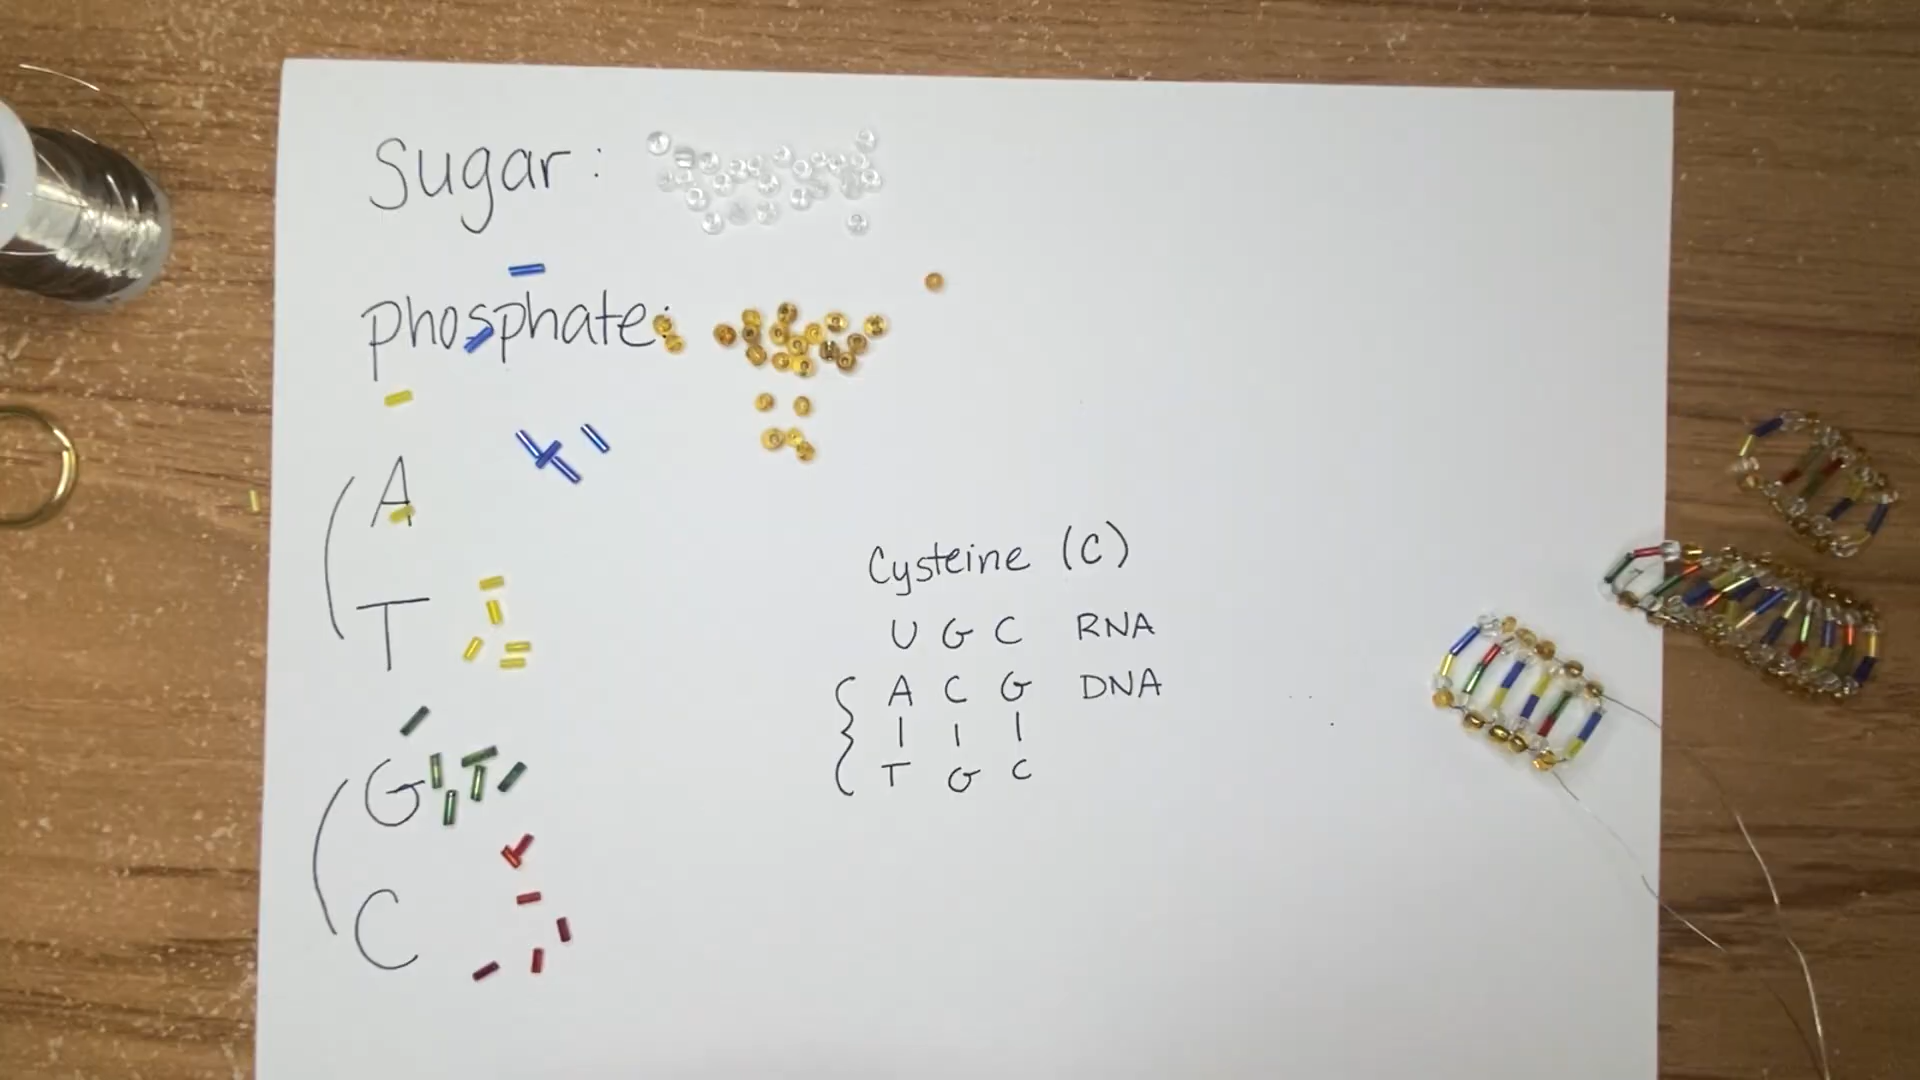 Sugar:
phosphate:
A
T
G
C
Cysteine (C)
U G C RNA
A C G DNA
T G C